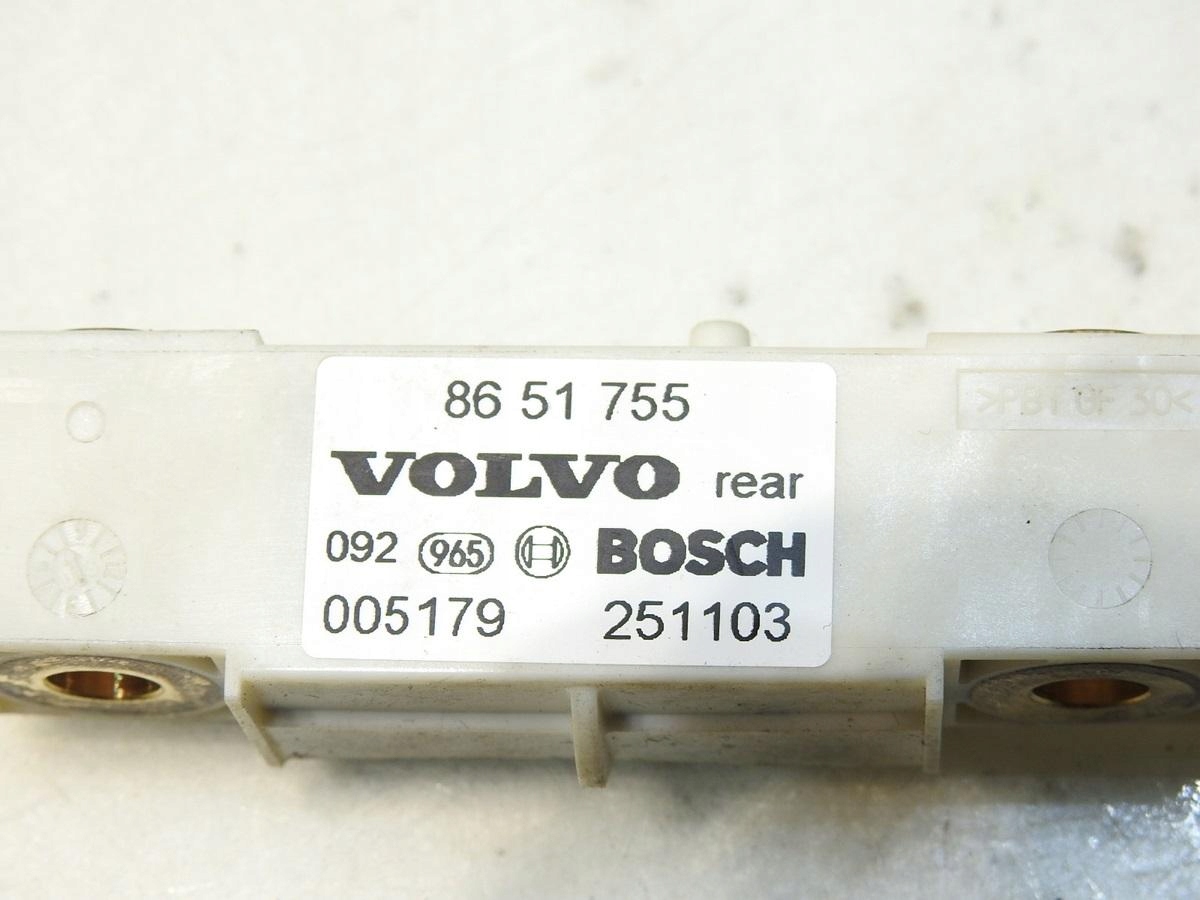 86 51 755
VOLVO rear
092 965 BOSCH
005179 251103
>PBT GF 30<